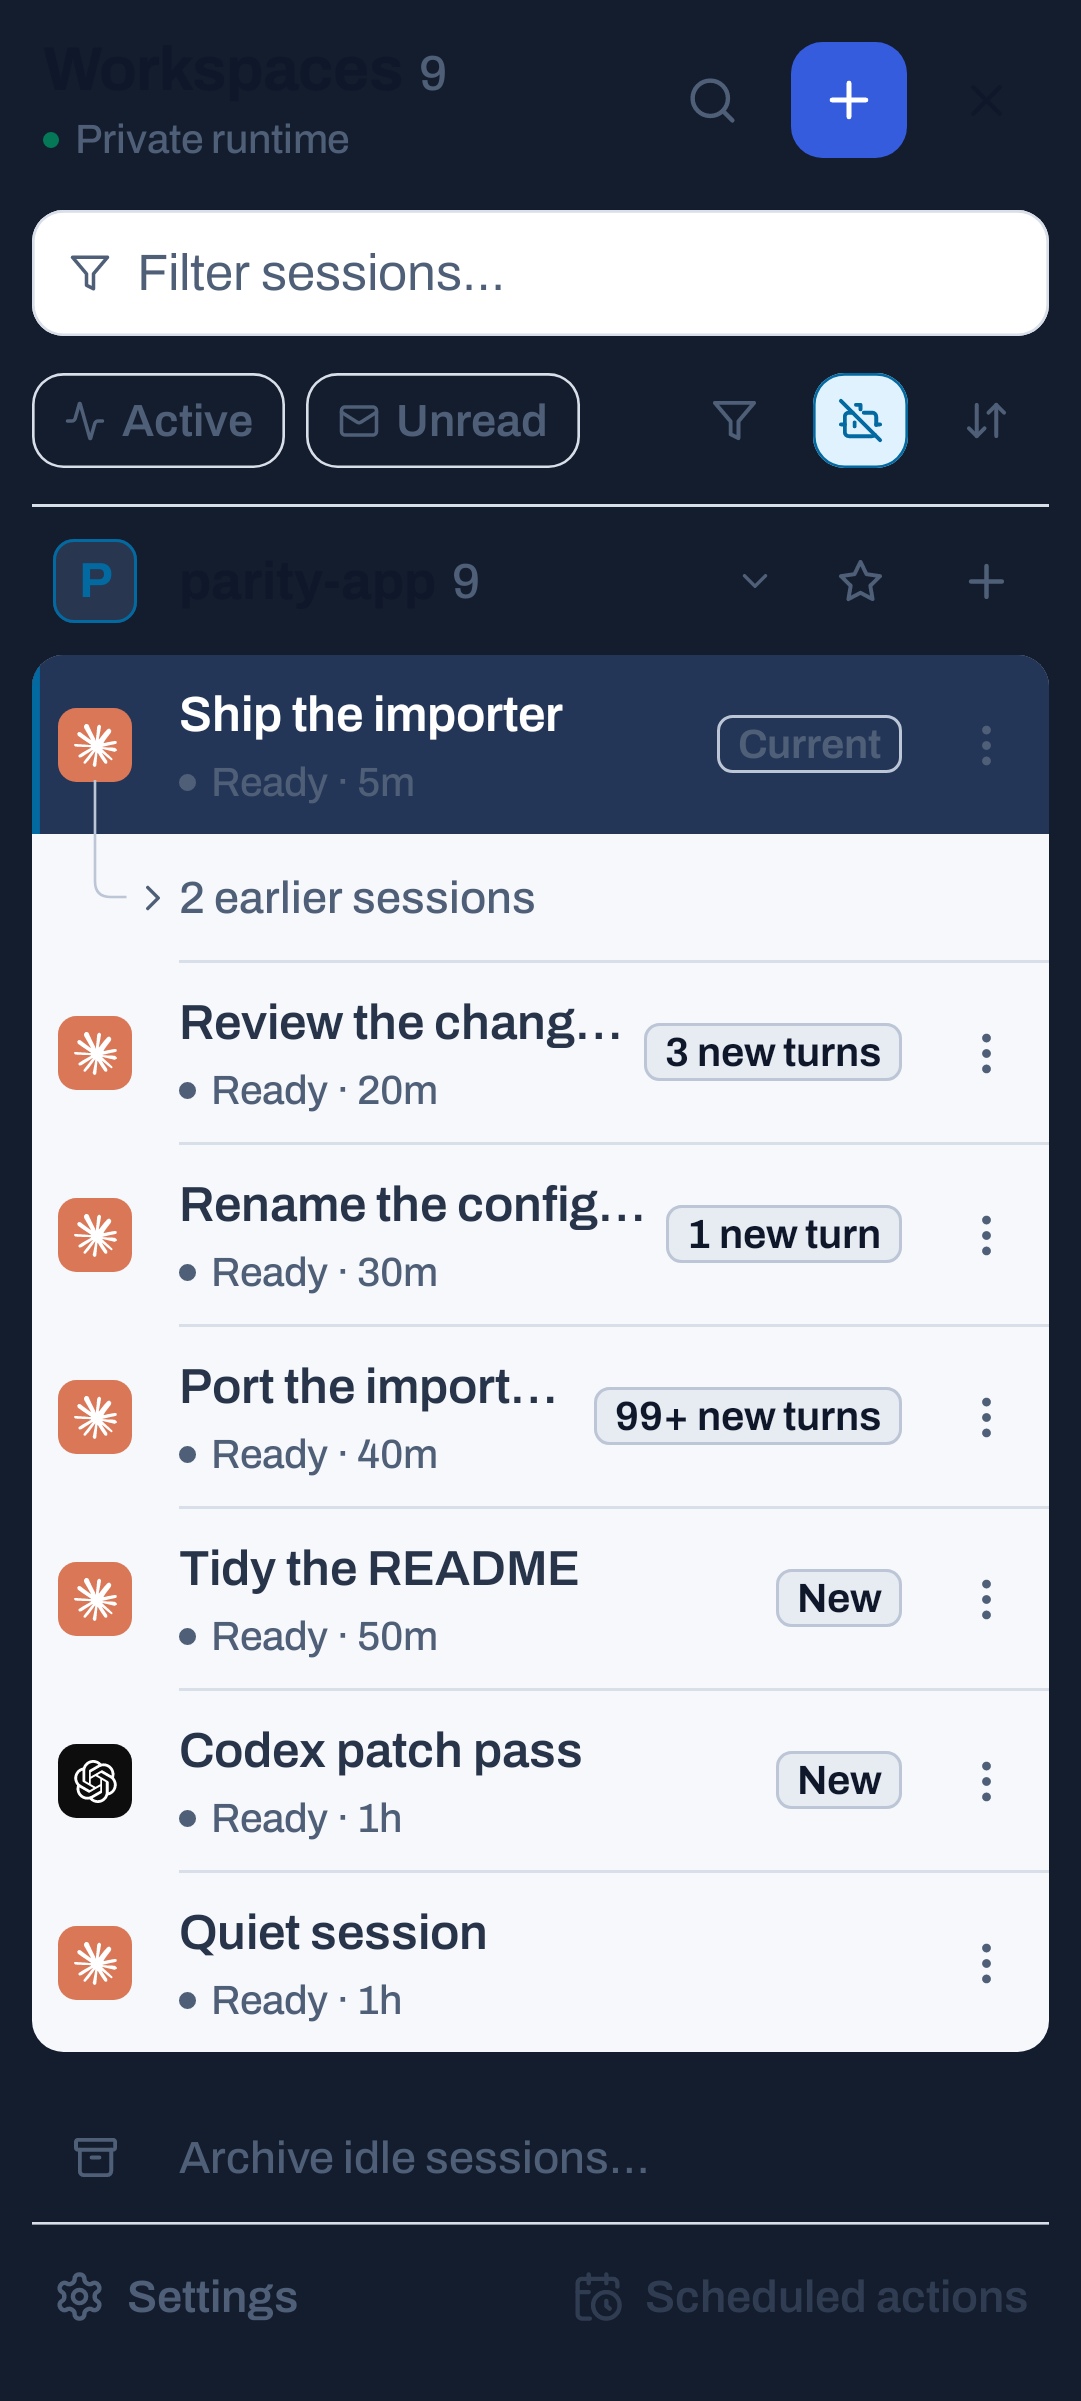 Workspaces 9
Private runtime
Filter sessions...
Active
Unread
P
parity-app 9
Ship the importer
Current
Ready · 5m
2 earlier sessions
Review the chang...
3 new turns
Ready · 20m
Rename the config...
1 new turn
Ready · 30m
Port the import...
99+ new turns
Ready · 40m
Tidy the README
New
Ready · 50m
Codex patch pass
New
Ready · 1h
Quiet session
Ready · 1h
Archive idle sessions...
Settings
Scheduled actions